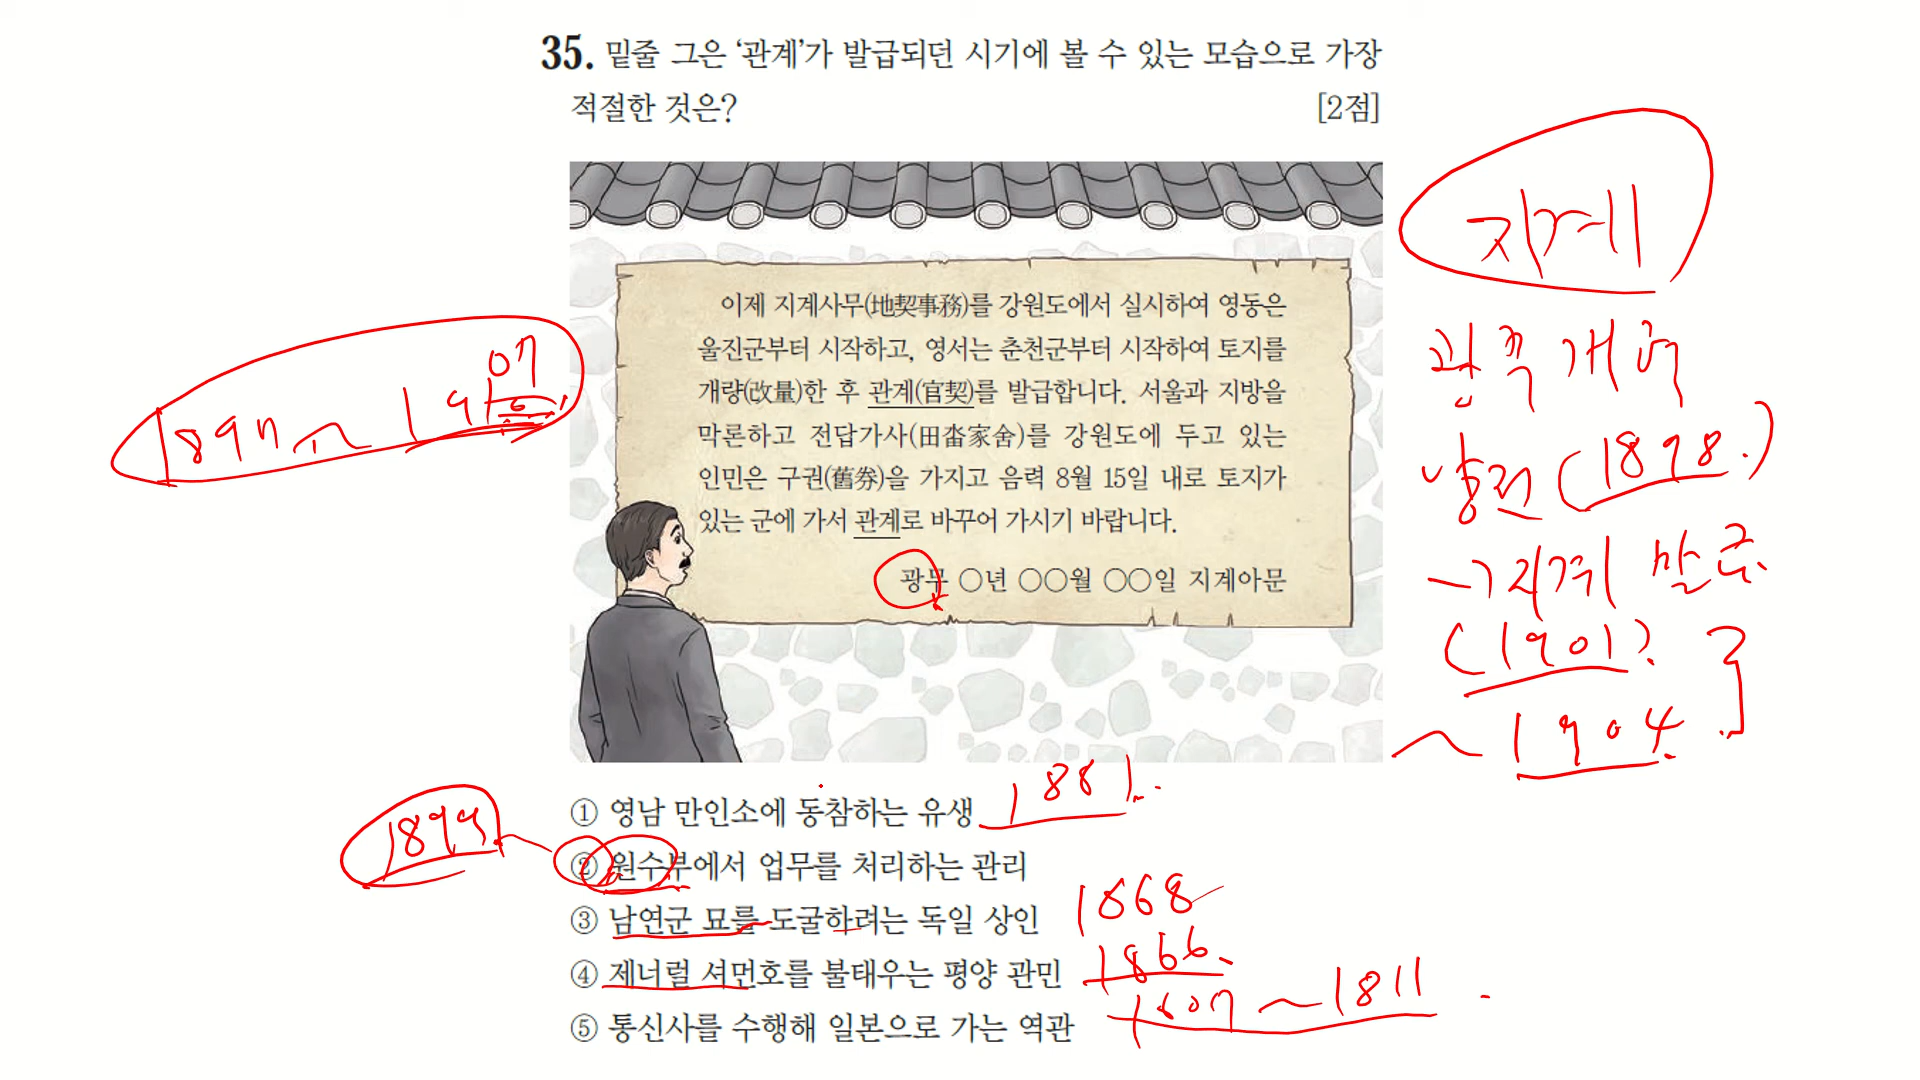 35. 밑줄 그은 ‘관계’가 발급되던 시기에 볼 수 있는 모습으로 가장
적절한 것은? [2점]
이제 지계사무(地契事務)를 강원도에서 실시하여 영동은
울진군부터 시작하고, 영서는 춘천군부터 시작하여 토지를
개량(改量)한 후 관계(官契)를 발급합니다. 서울과 지방을
막론하고 전답가사(田畓家舍)를 강원도에 두고 있는
인민은 구권(舊券)을 가지고 음력 8월 15일 내로 토지가
있는 군에 가서 관계로 바꾸어 가시기 바랍니다.
광무 ○년 ○○월 ○○일 지계아문
지계
광무개혁
양전(1898.)
→지계 발급
(1901?
~1904
1897~1907
① 영남 만인소에 동참하는 유생 1881.
1899
② 원수부에서 업무를 처리하는 관리
③ 남연군 묘를 도굴하려는 독일 상인 1868
④ 제너럴 셔먼호를 불태우는 평양 관민 1866.
⑤ 통신사를 수행해 일본으로 가는 역관 1607~1811